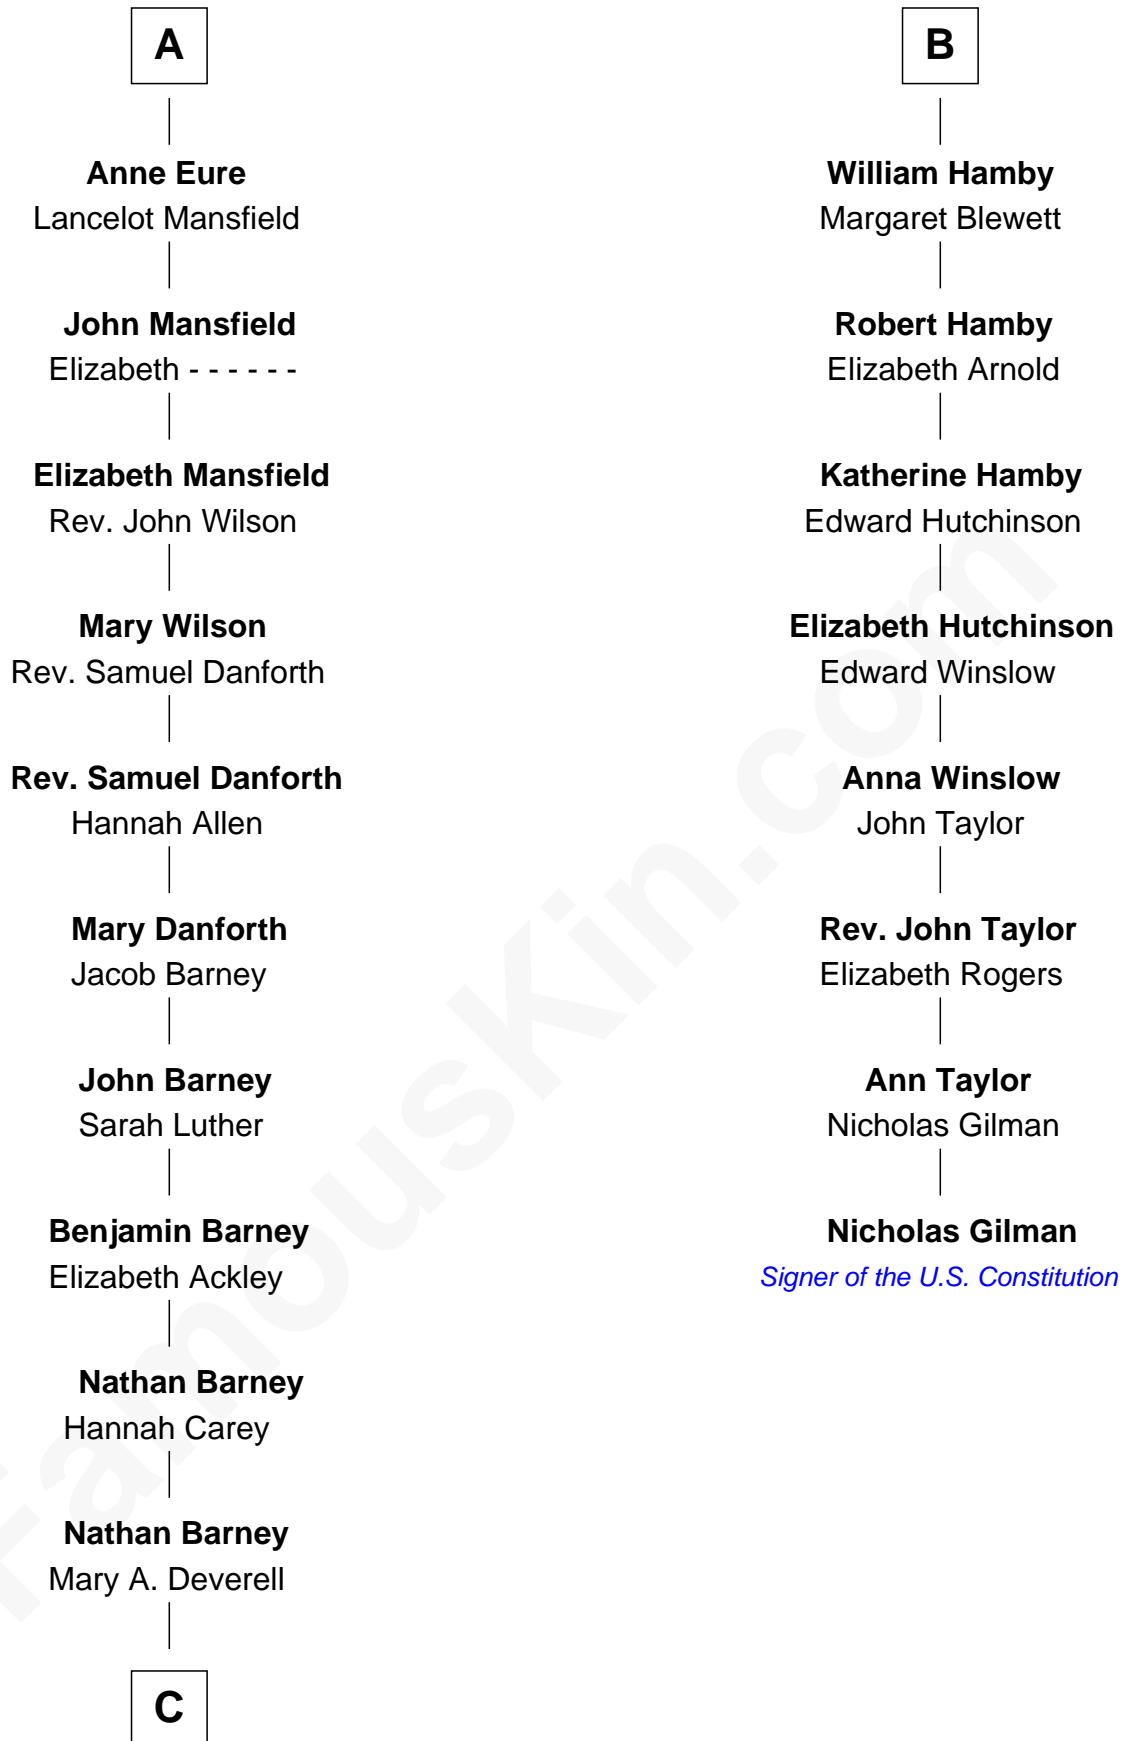 A
Anne Eure
Lancelot Mansfield
John Mansfield
Elizabeth - - - - - -
Elizabeth Mansfield
Rev. John Wilson
Mary Wilson
Rev. Samuel Danforth
Rev. Samuel Danforth
Hannah Allen
Mary Danforth
Jacob Barney
John Barney
Sarah Luther
Benjamin Barney
Elizabeth Ackley
Nathan Barney
Hannah Carey
Nathan Barney
Mary A. Deverell
C
B
William Hamby
Margaret Blewett
Robert Hamby
Elizabeth Arnold
Katherine Hamby
Edward Hutchinson
Elizabeth Hutchinson
Edward Winslow
Anna Winslow
John Taylor
Rev. John Taylor
Elizabeth Rogers
Ann Taylor
Nicholas Gilman
Nicholas Gilman
Signer of the U.S. Constitution
FamousKin.com